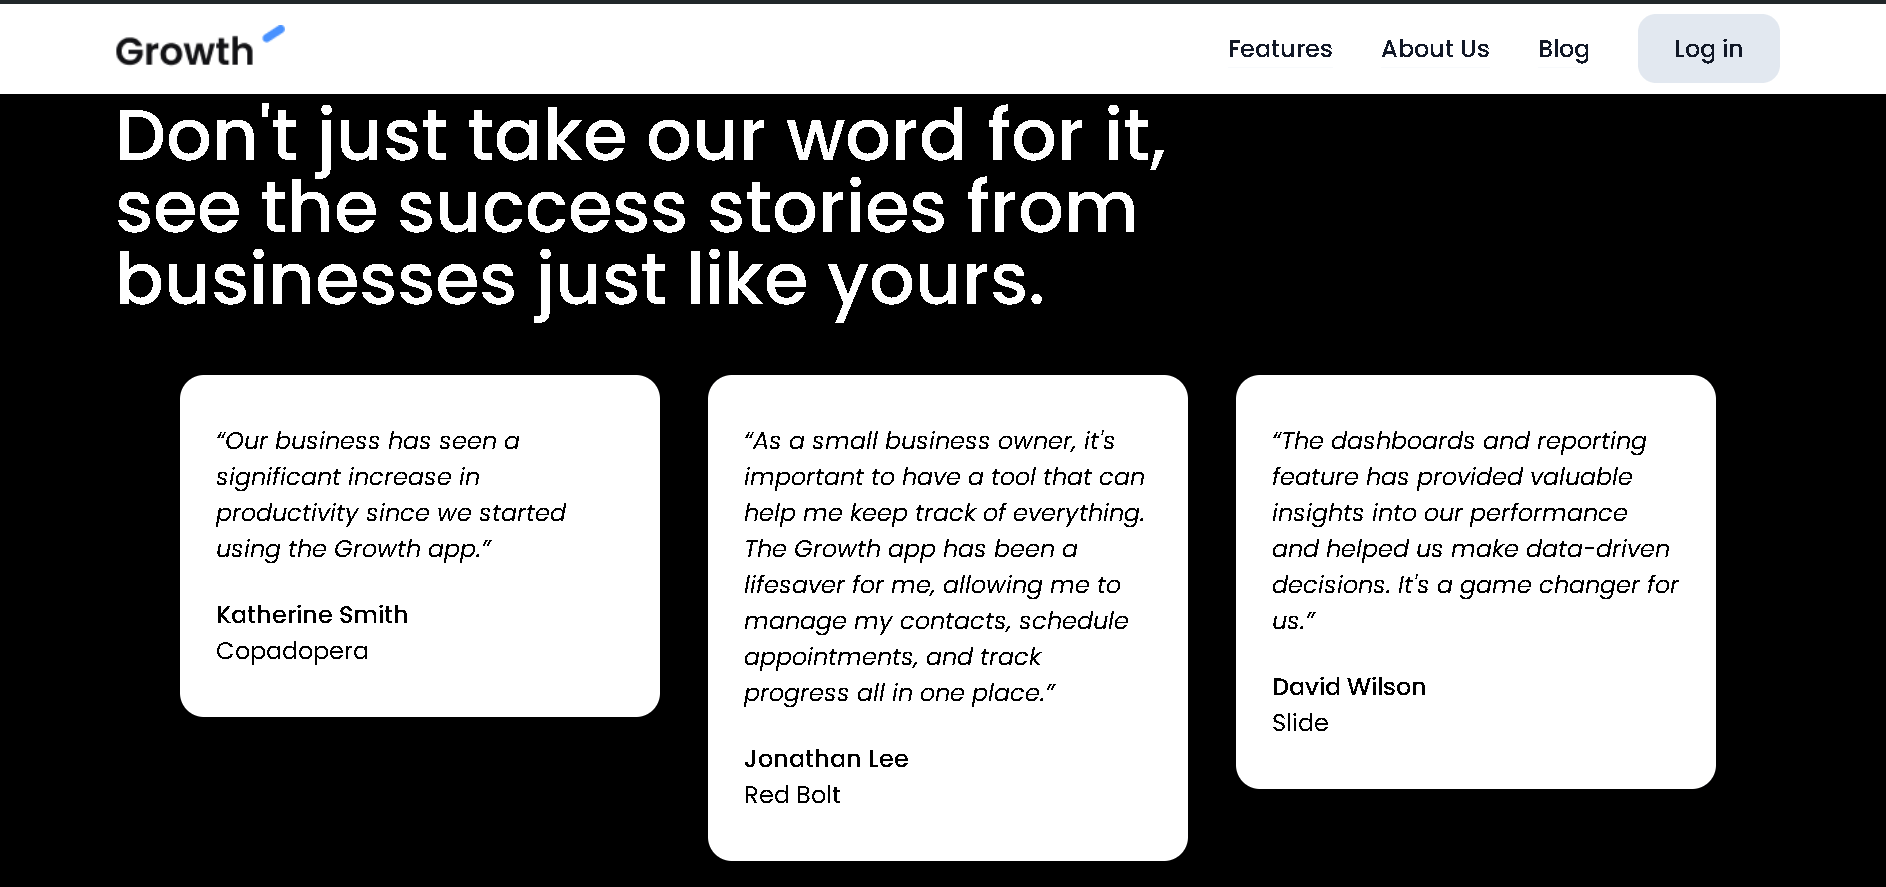 Growth
Features
About Us
Blog
Log in
Don't just take our word for it,
see the success stories from
businesses just like yours.
“Our business has seen a
significant increase in
productivity since we started
using the Growth app.”
Katherine Smith
Copadopera
“As a small business owner, it's
important to have a tool that can
help me keep track of everything.
The Growth app has been a
lifesaver for me, allowing me to
manage my contacts, schedule
appointments, and track
progress all in one place.”
Jonathan Lee
Red Bolt
“The dashboards and reporting
feature has provided valuable
insights into our performance
and helped us make data-driven
decisions. It's a game changer for
us.”
David Wilson
Slide